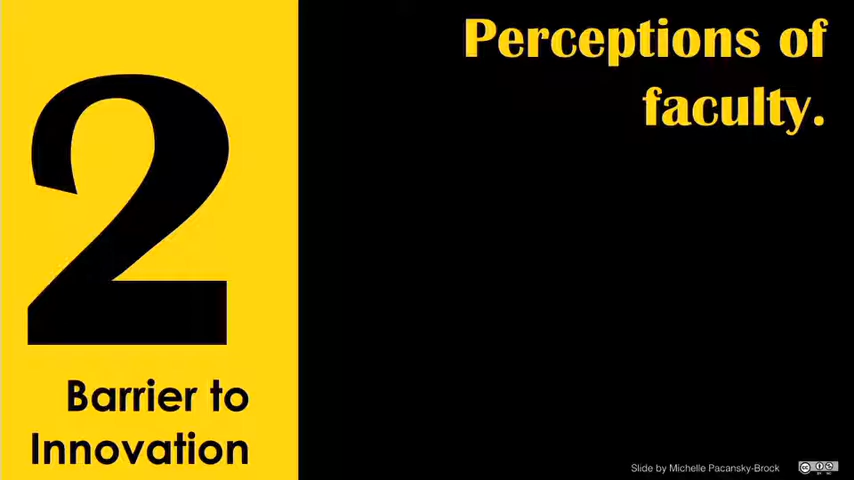 2
Barrier to
Innovation
Perceptions of
faculty.
Slide by Michelle Pacansky-Brock